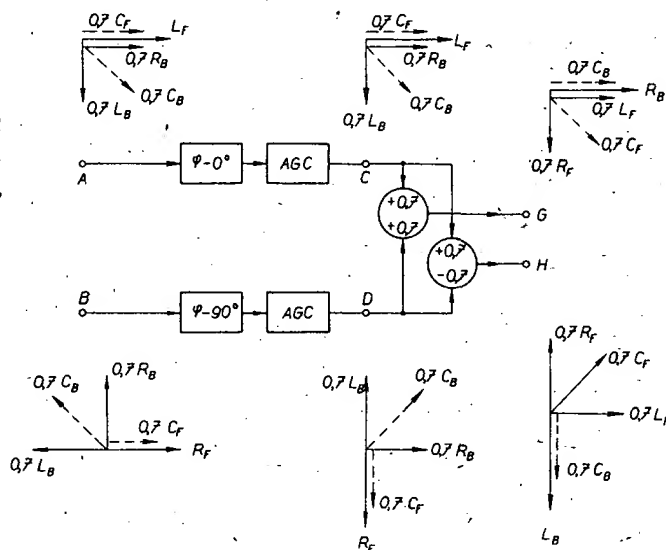 0,7 C_F
L_F
0,7 R_B
0,7 C_B
0,7 L_B
0,7 C_F
L_F
0,7 R_B
0,7 C_B
0,7 L_B
0,7 C_B
R_B
0,7 L_F
0,7 C_F
0,7 R_F
A
φ-0°
AGC
C
+0,7
+0,7
G
+0,7
-0,7
H
B
φ-90°
AGC
D
0,7 C_B
0,7 R_B
0,7 C_F
0,7 L_B
R_F
0,7 L_B
0,7 C_B
0,7 R_B
0,7 C_F
R_F
0,7 R_F
0,7 C_F
0,7 L_F
0,7 C_B
L_B